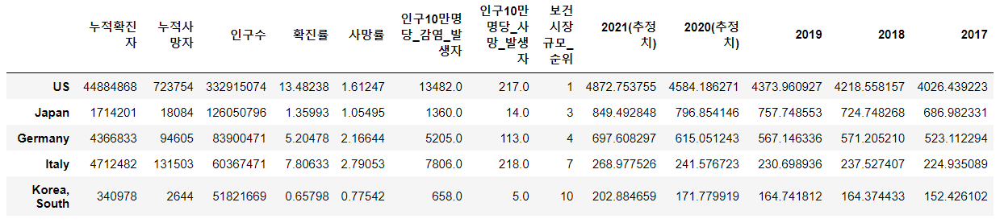 누적확진자 누적사망자 인구수 확진률 사망률 인구10만명당_감염_발생자 인구10만명당_사망_발생자 보건시장규모_순위 2021(추정치) 2020(추정치) 2019 2018 2017
US 44884868 723754 332915074 13.48238 1.61247 13482.0 217.0 1 4872.753755 4584.186271 4373.960927 4218.558157 4026.439223
Japan 1714201 18084 126050796 1.35993 1.05495 1360.0 14.0 3 849.492848 796.854146 757.748553 724.748268 686.982331
Germany 4366833 94605 83900471 5.20478 2.16644 5205.0 113.0 4 697.608297 615.051243 567.146336 571.205210 523.112294
Italy 4712482 131503 60367471 7.80633 2.79053 7806.0 218.0 7 268.977526 241.576723 230.698936 237.527407 224.935089
Korea, South 340978 2644 51821669 0.65798 0.77542 658.0 5.0 10 202.884659 171.779919 164.741812 164.374433 152.426102